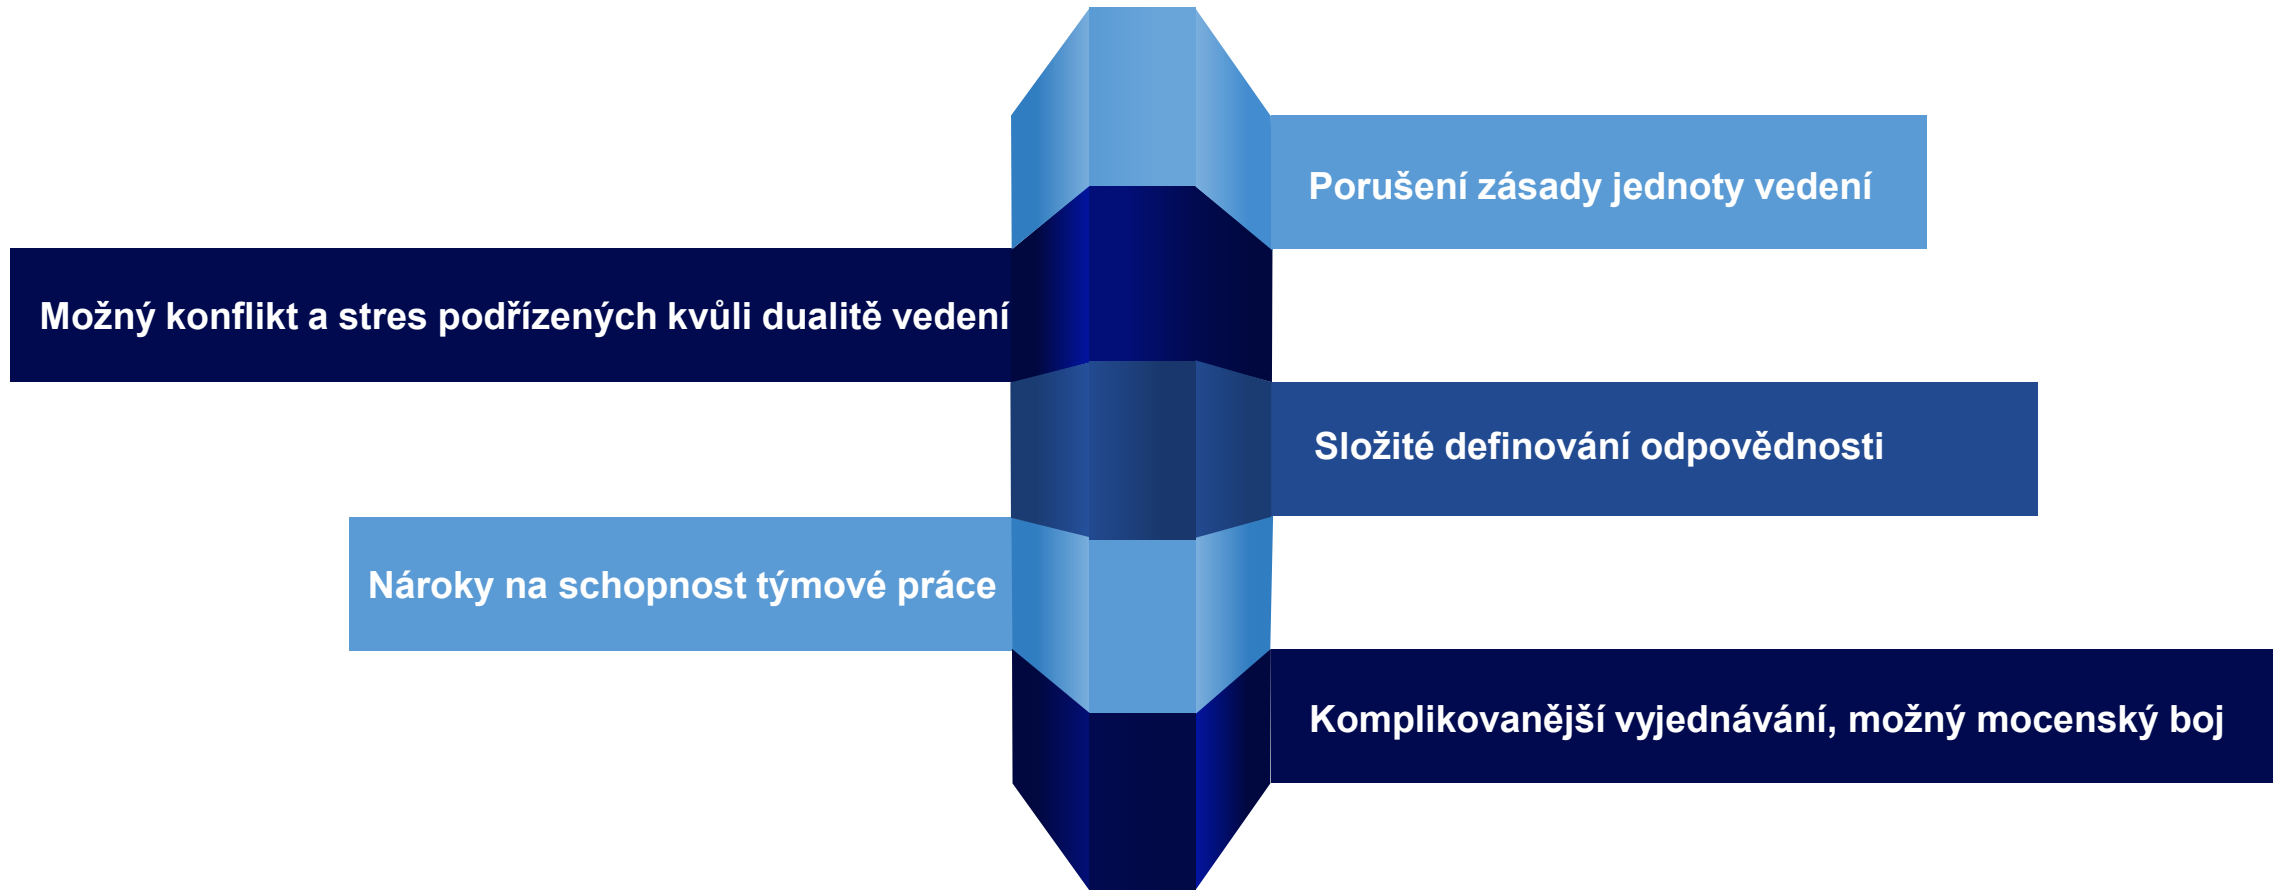 Porušení zásady jednoty vedení
Možný konflikt a stres podřízených kvůli dualitě vedení
Složité definování odpovědnosti
Nároky na schopnost týmové práce
Komplikovanější vyjednávání, možný mocenský boj